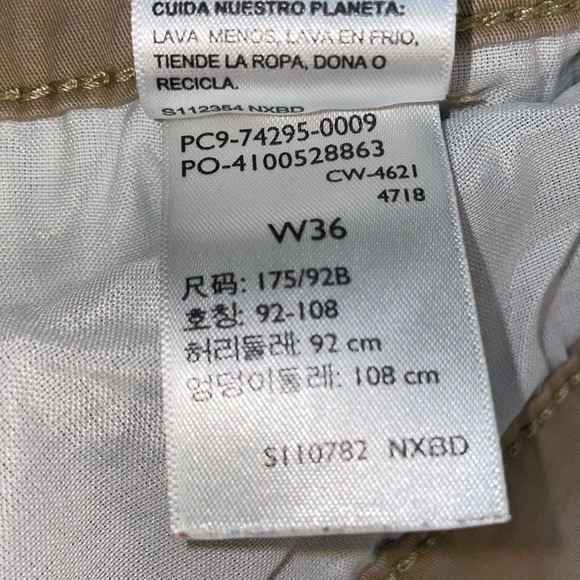 CUIDA NUESTRO PLANETA:
LAVA MENOS, LAVA EN FRIO,
TIENDE LA ROPA, DONA O
RECICLA.
S112354 NXBD
PC9-74295-0009
PO-4100528863
CW-4621
4718
W36
尺码: 175/92B
호칭: 92-108
허리둘레: 92 cm
엉덩이둘레: 108 cm
S110782 NXBD